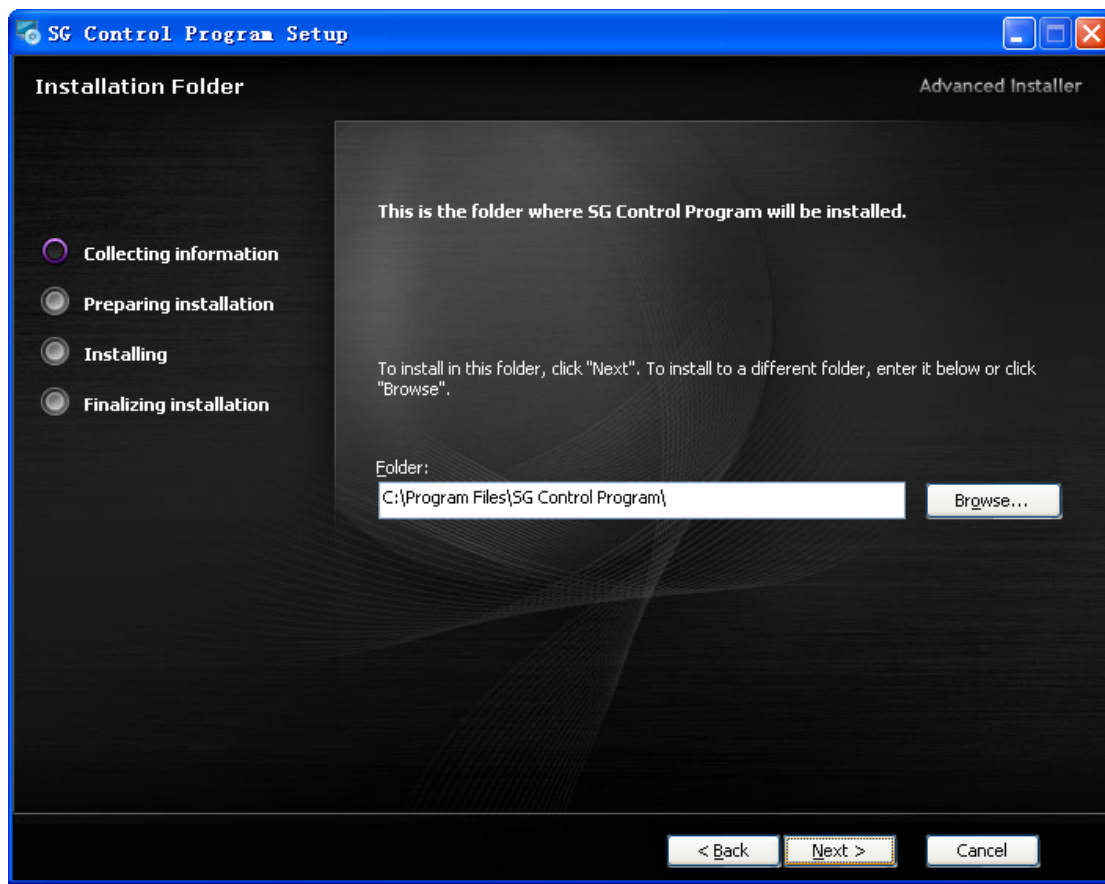 SG Control Program Setup
Installation Folder
Advanced Installer
This is the folder where SG Control Program will be installed.
Collecting information
Preparing installation
Installing
Finalizing installation
To install in this folder, click "Next". To install to a different folder, enter it below or click
"Browse".
Folder:
C:\Program Files\SG Control Program\
Browse...
< Back
Next >
Cancel